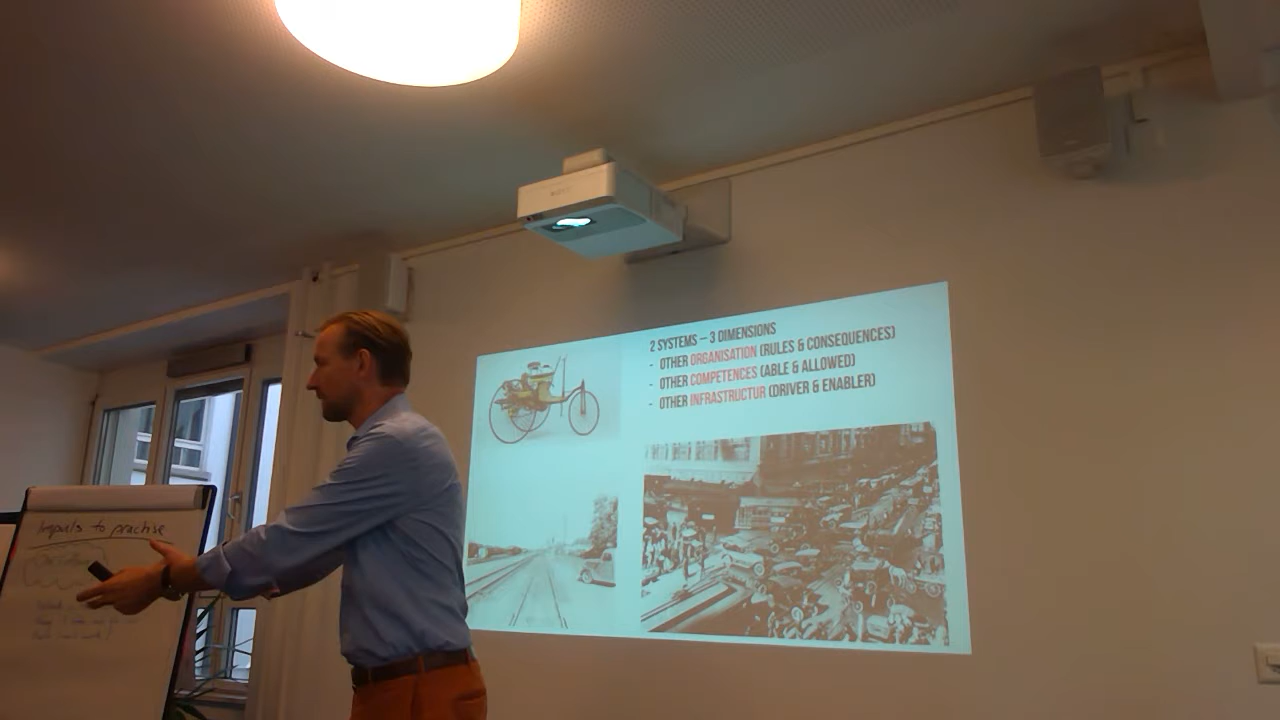 2 SYSTEMS – 3 DIMENSIONS
- OTHER ORGANISATION (RULES & CONSEQUENCES)
- OTHER COMPETENCES (ABLE & ALLOWED)
- OTHER INFRASTRUCTUR (DRIVER & ENABLER)
Impuls to practise